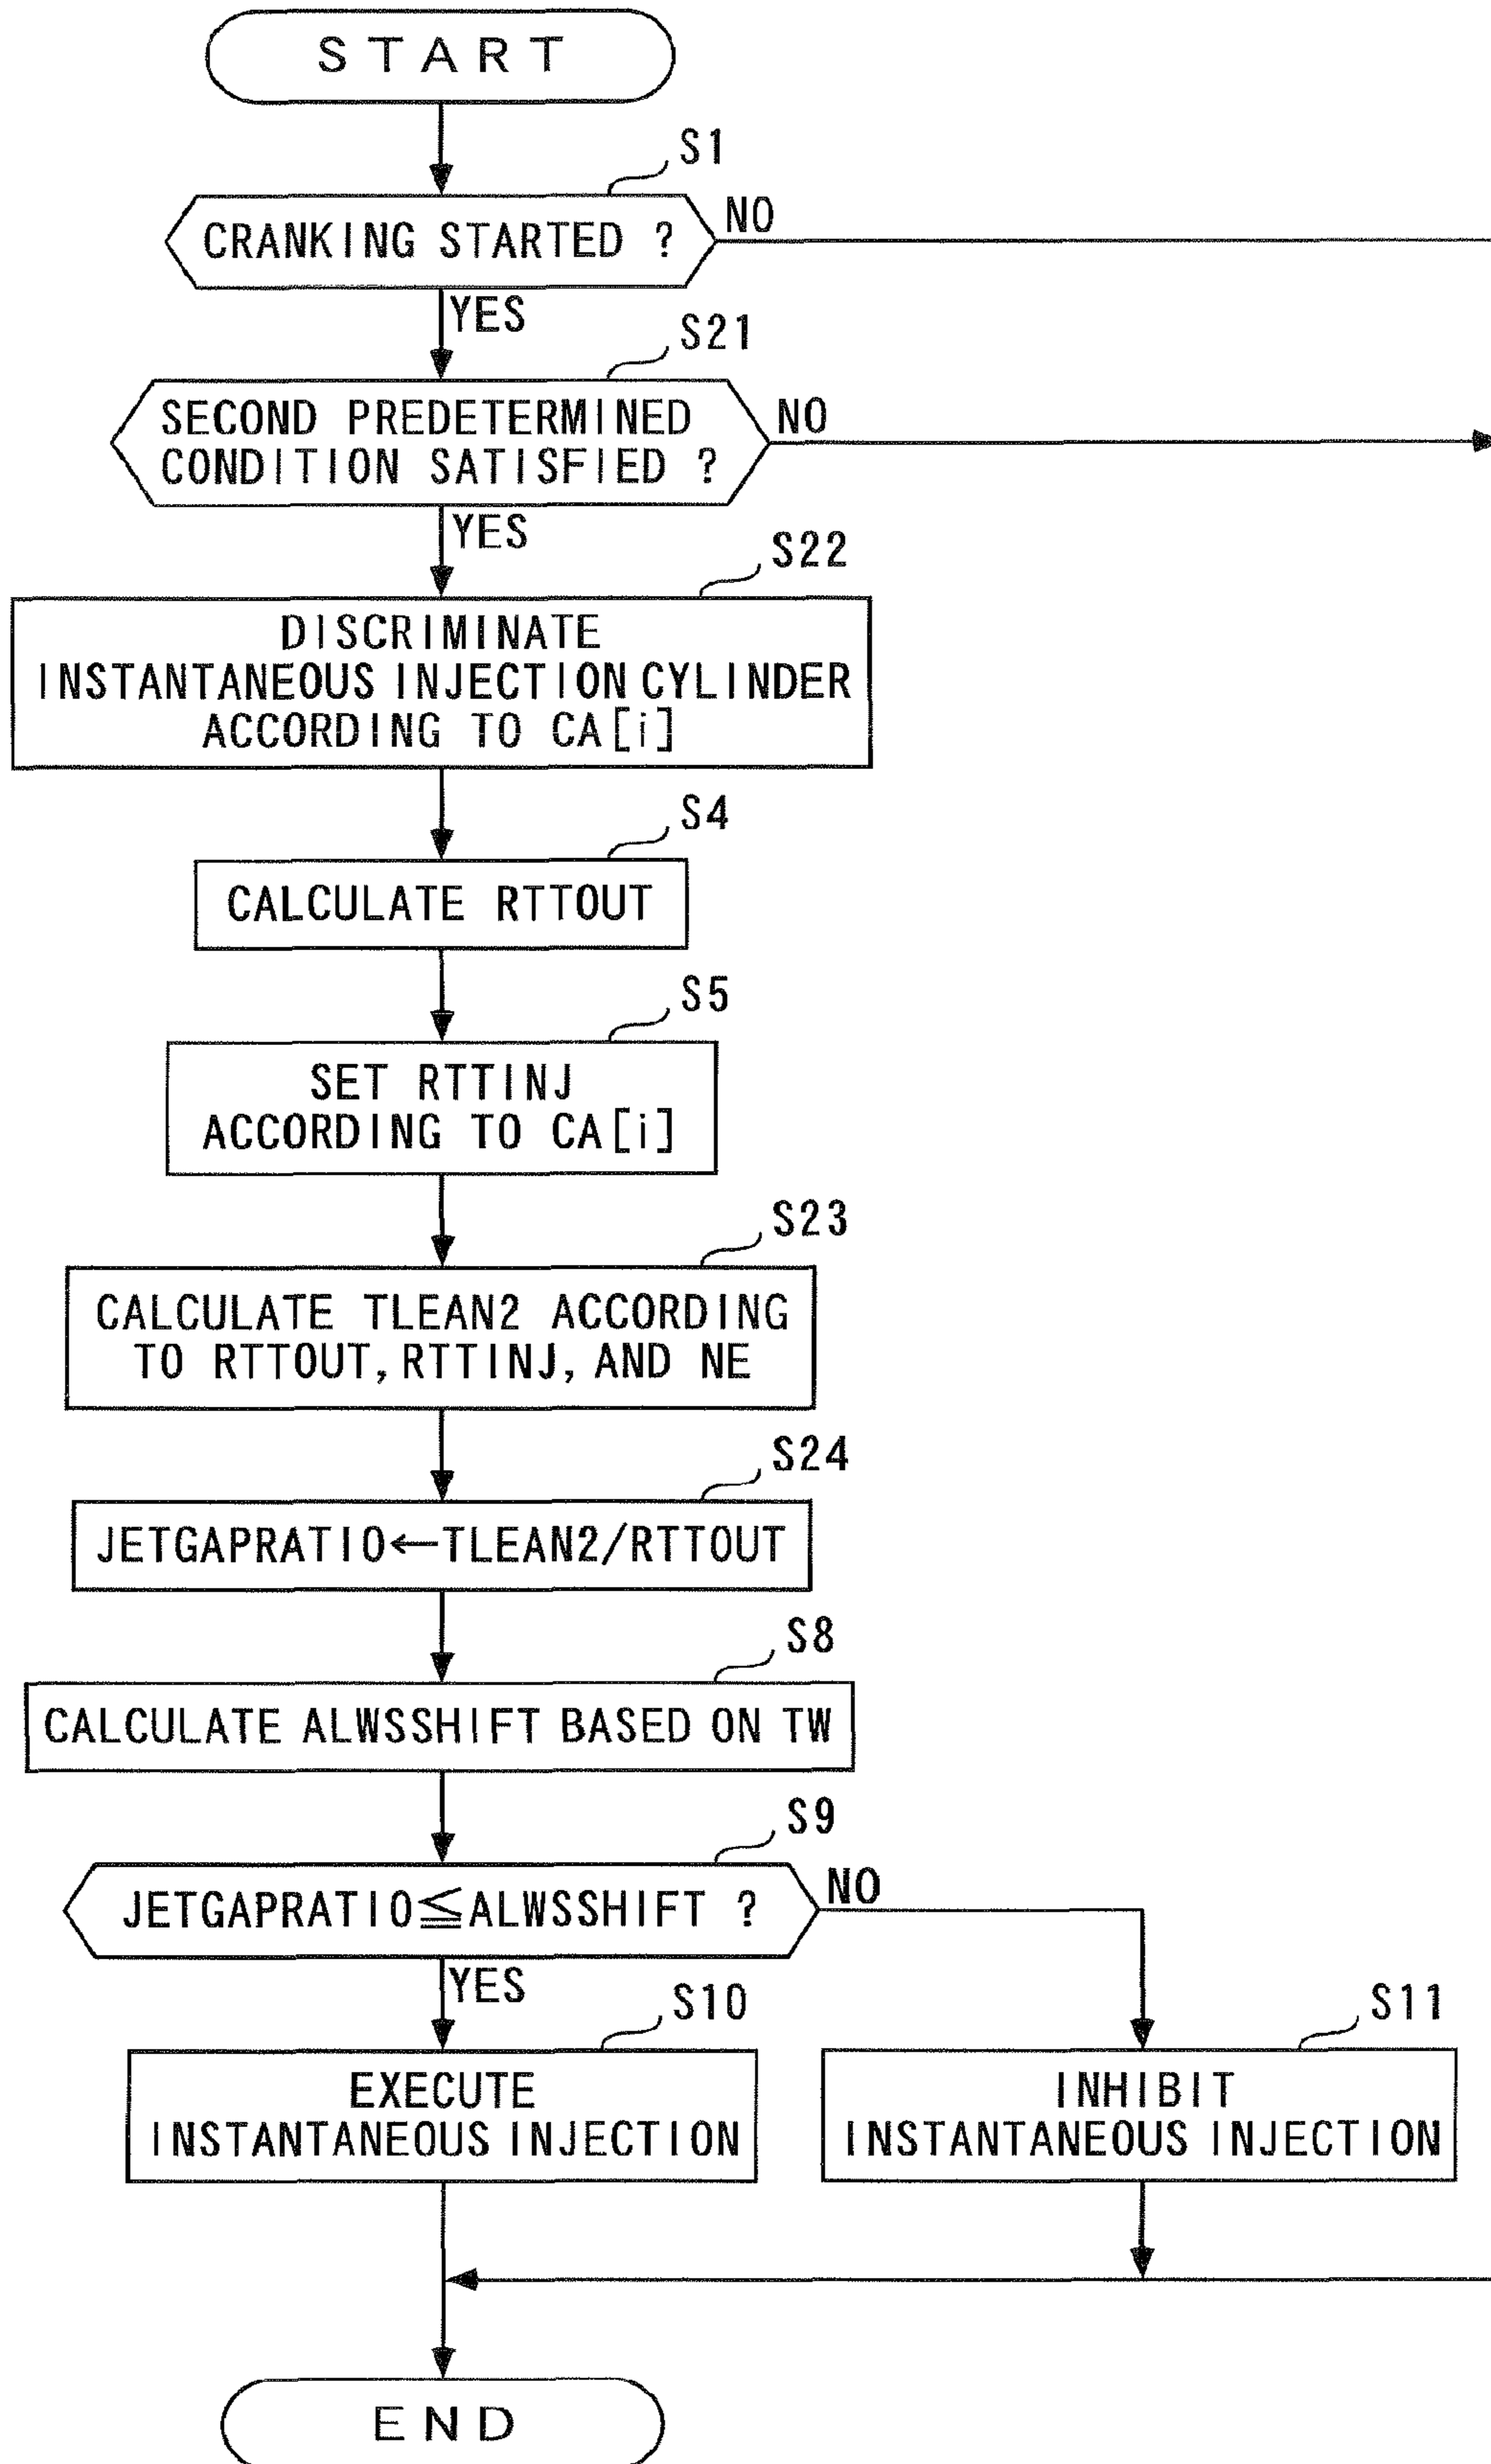 START
S1
CRANKING STARTED ?
NO
YES
S21
SECOND PREDETERMINED
CONDITION SATISFIED ?
NO
YES
S22
DISCRIMINATE
INSTANTANEOUS INJECTION CYLINDER
ACCORDING TO CA[i]
S4
CALCULATE RTTOUT
S5
SET RTTINJ
ACCORDING TO CA[i]
S23
CALCULATE TLEAN2 ACCORDING
TO RTTOUT, RTTINJ, AND NE
S24
JETGAPRATIO←TLEAN2/RTTOUT
S8
CALCULATE ALWSSHIFT BASED ON TW
S9
JETGAPRATIO≦ALWSSHIFT ?
NO
YES
S10
EXECUTE
INSTANTANEOUS INJECTION
S11
INHIBIT
INSTANTANEOUS INJECTION
END